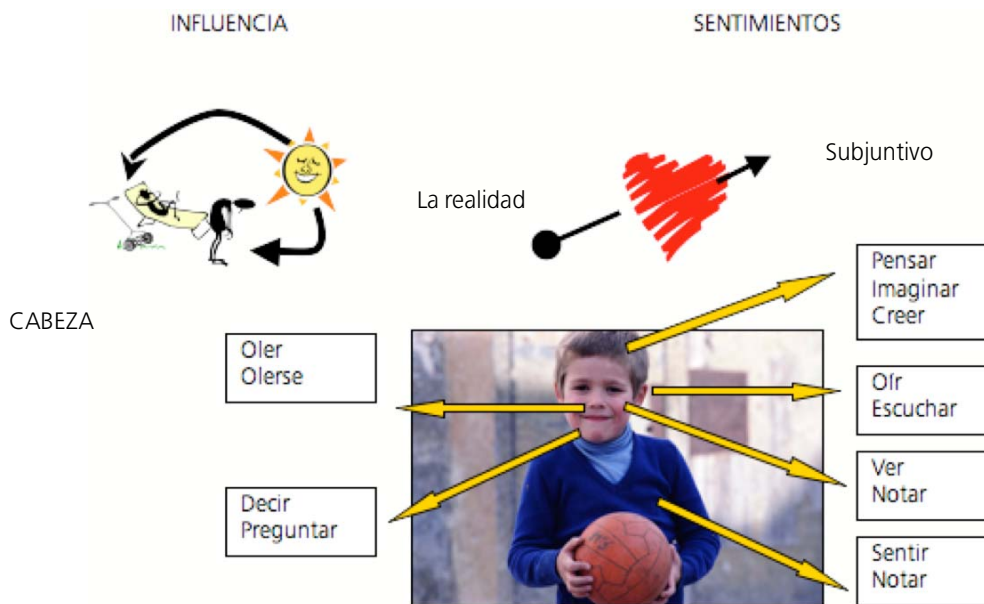 INFLUENCIA
SENTIMIENTOS
Subjuntivo
La realidad
CABEZA
Pensar
Imaginar
Creer
Oler
Olerse
Oír
Escuchar
Ver
Notar
Decir
Preguntar
Sentir
Notar